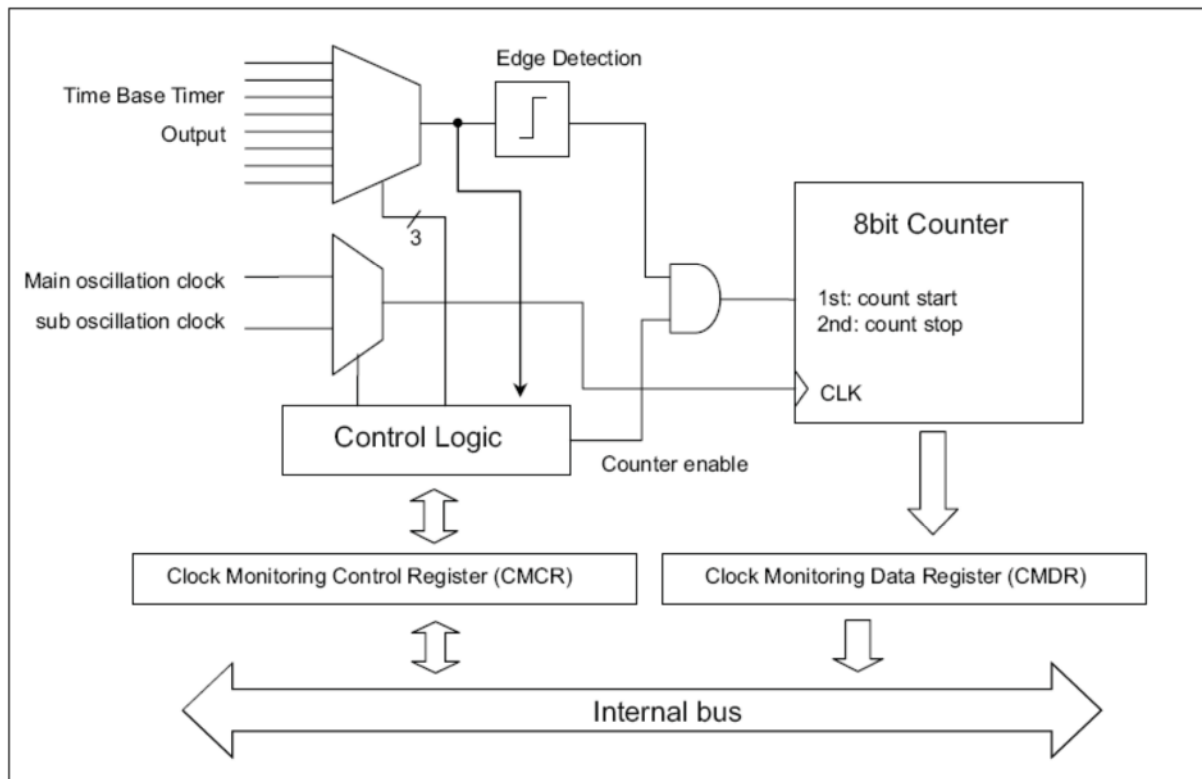 Edge Detection
Time Base Timer
Output
3
8bit Counter
Main oscillation clock
sub oscillation clock
1st: count start
2nd: count stop
CLK
Control Logic
Counter enable
Clock Monitoring Control Register (CMCR)
Clock Monitoring Data Register (CMDR)
Internal bus